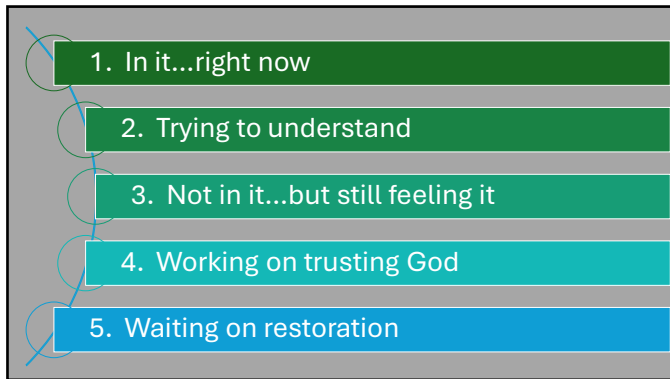 1. In it...right now
2. Trying to understand
3. Not in it...but still feeling it
4. Working on trusting God
5. Waiting on restoration